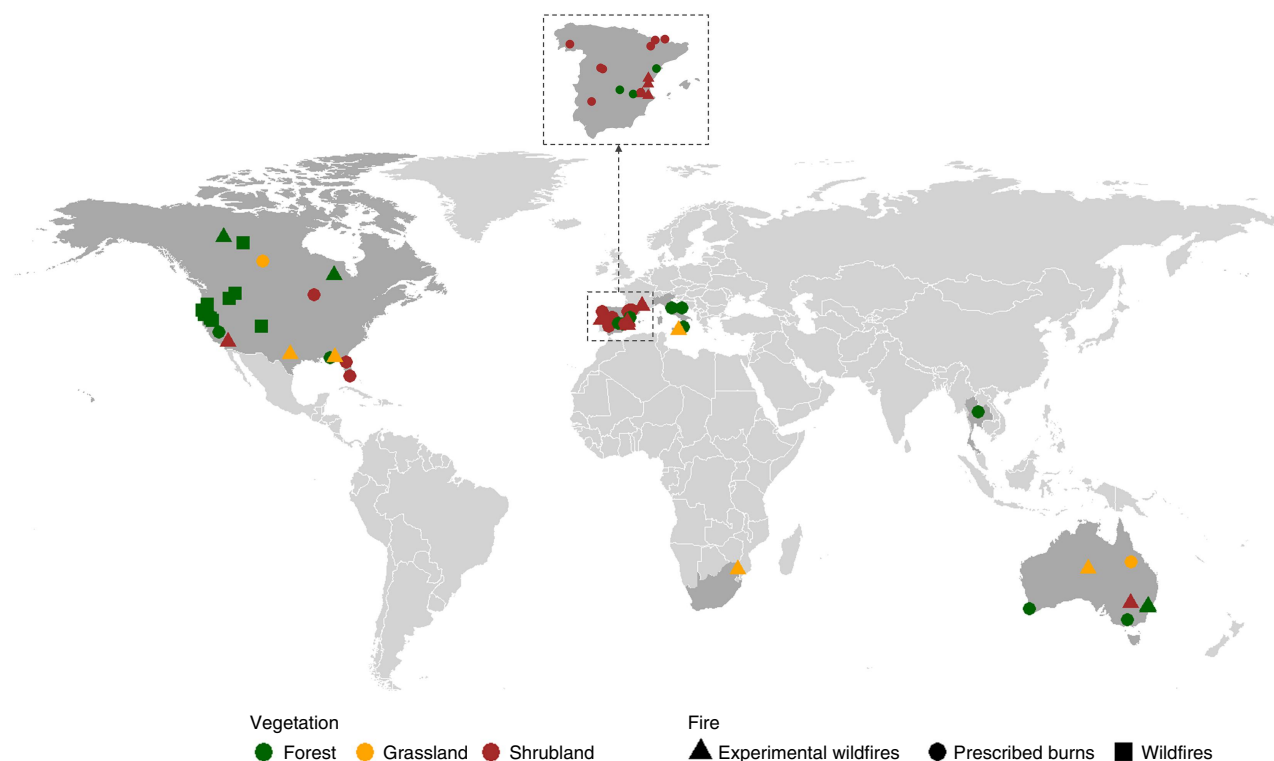 Vegetation
Forest Grassland Shrubland
Fire
Experimental wildfires Prescribed burns Wildfires